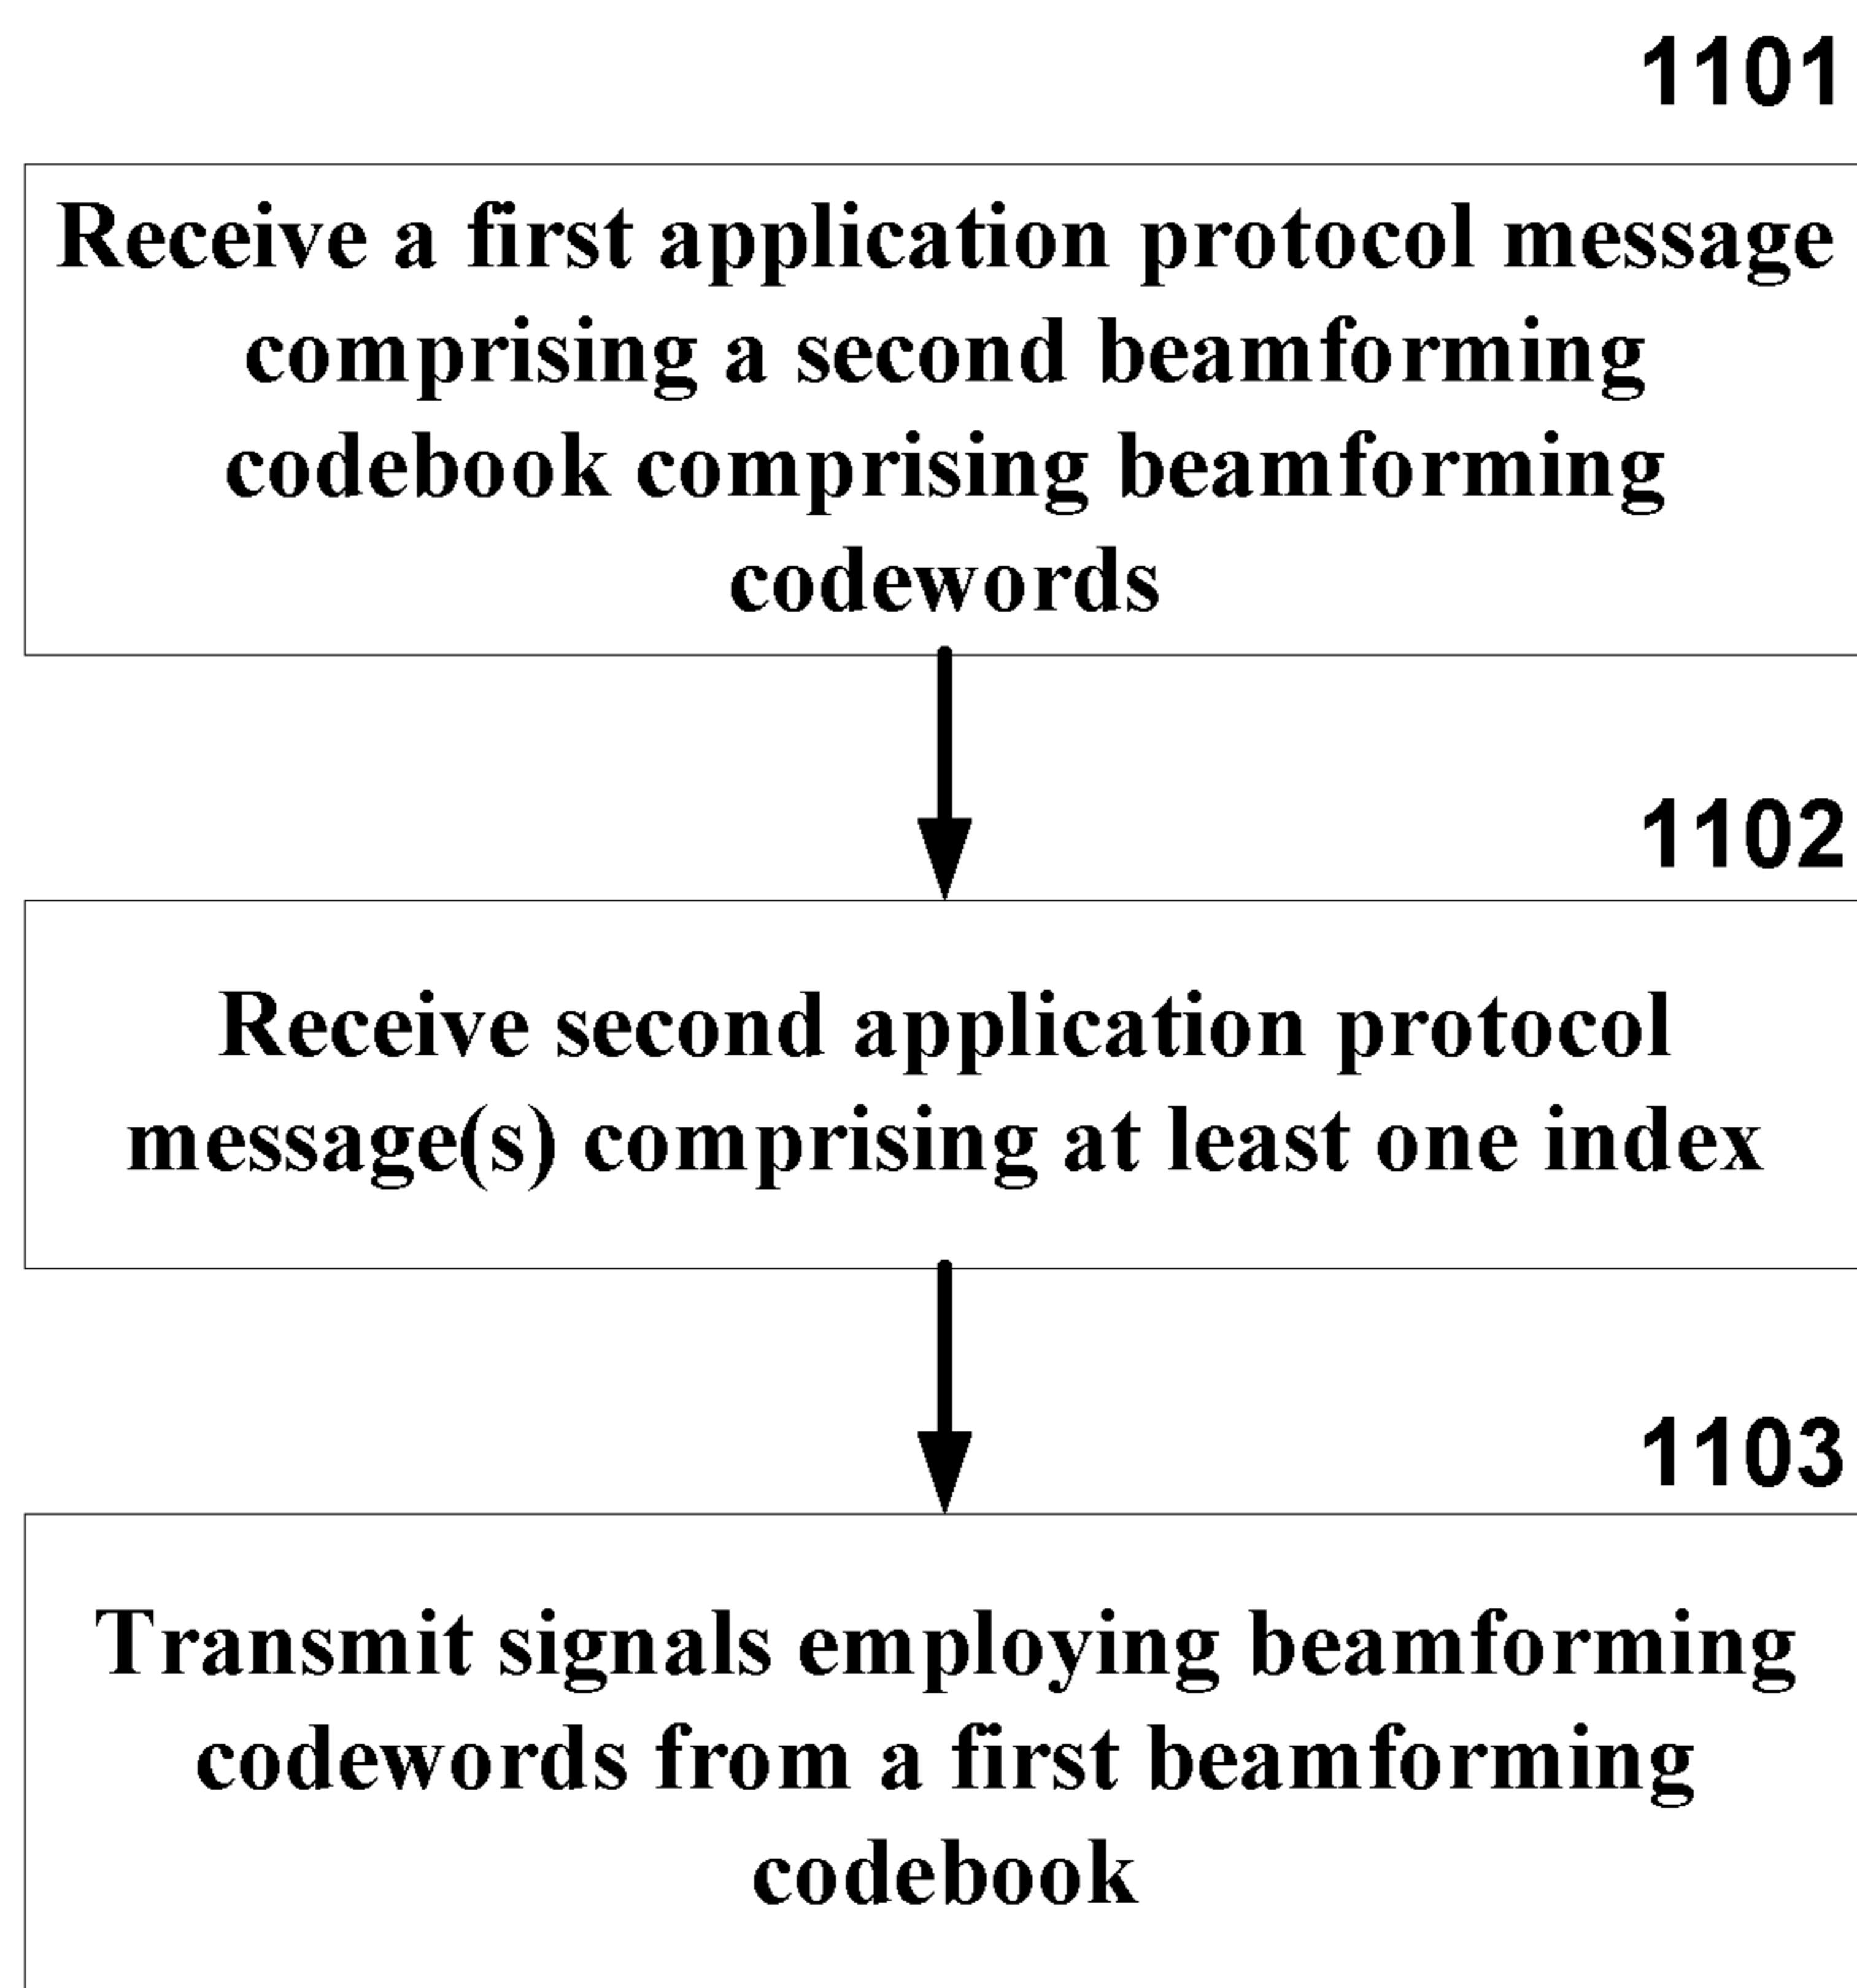 1101
Receive a first application protocol message
comprising a second beamforming
codebook comprising beamforming
codewords
1102
Receive second application protocol
message(s) comprising at least one index
1103
Transmit signals employing beamforming
codewords from a first beamforming
codebook